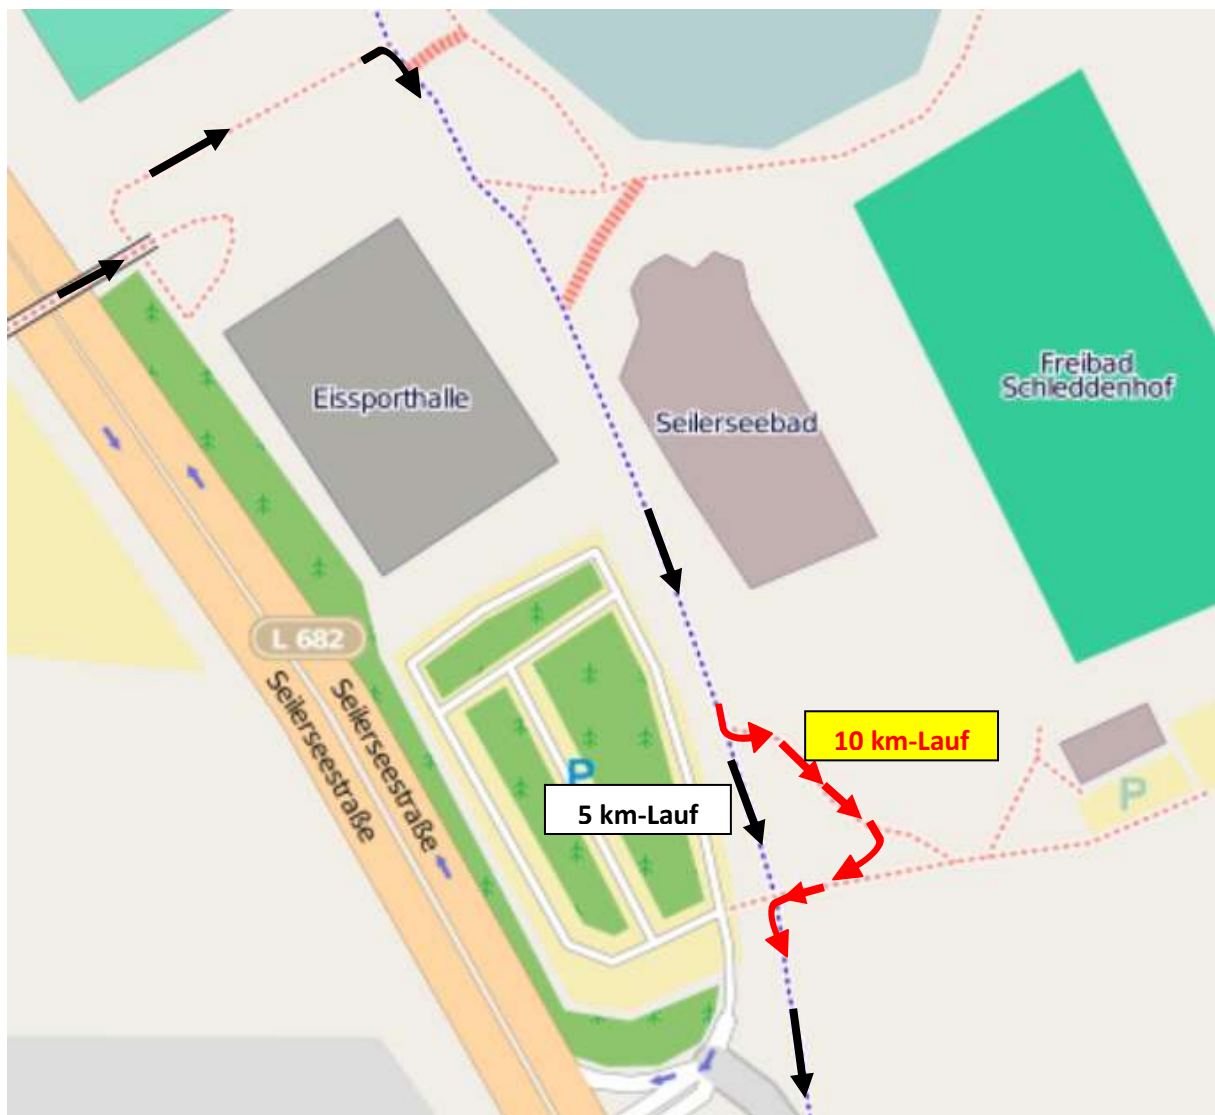 Freibad
Schleddenhof
Eissporthalle
Seilerseebad
L 682
Seilerseestraße
Seilerseestraße
10 km-Lauf
P
5 km-Lauf
P